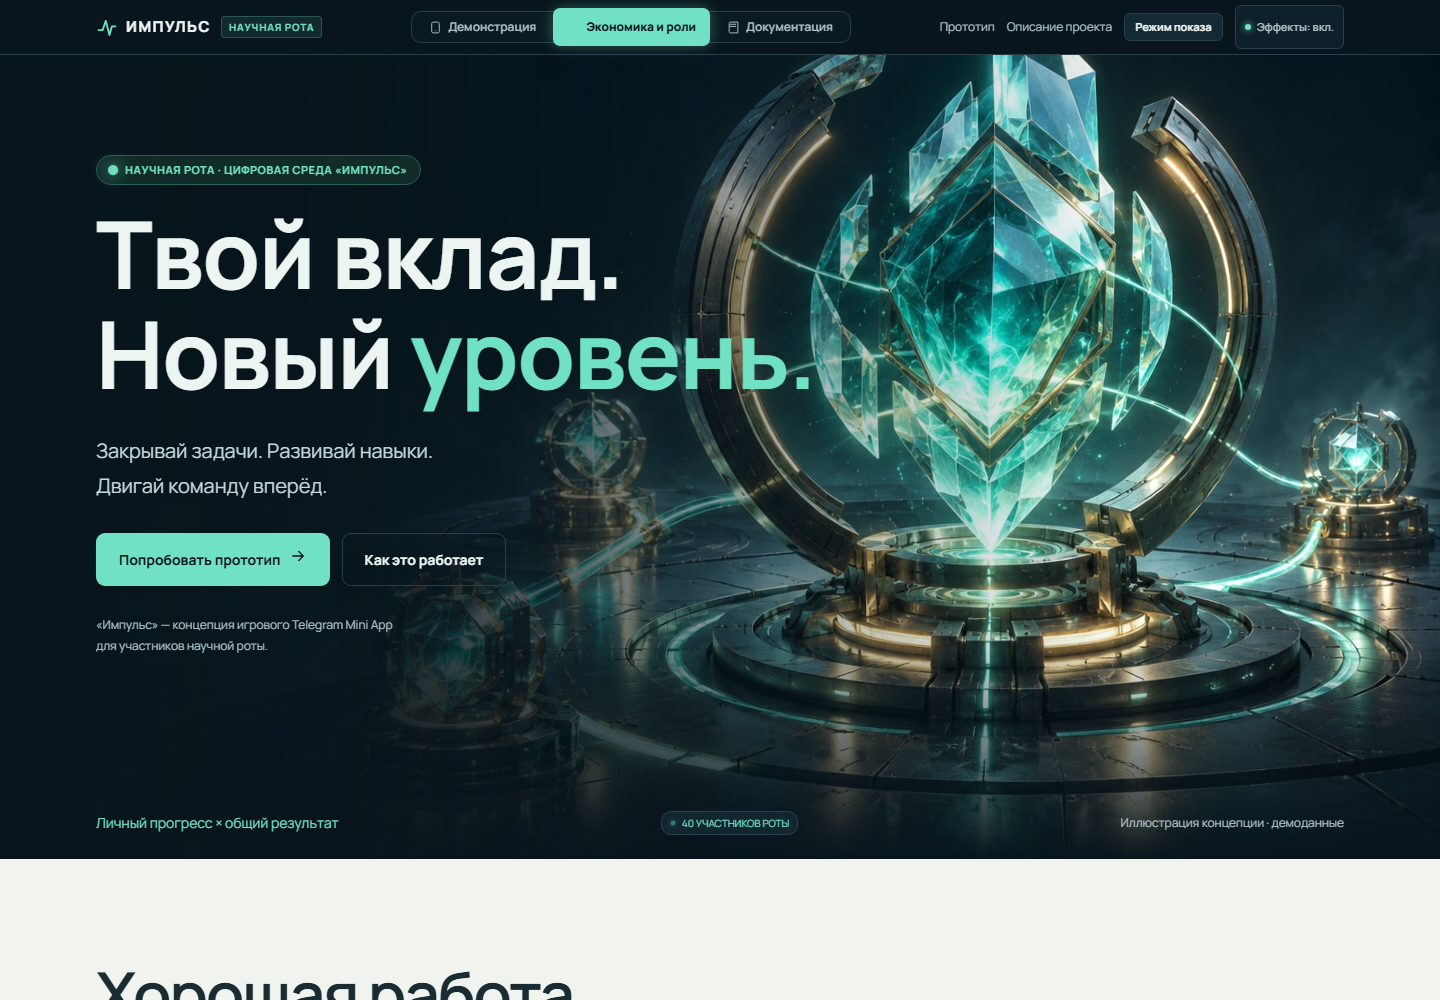 ИМПУЛЬС
НАУЧНАЯ РОТА
Демонстрация
Экономика и роли
Документация
Прототип
Описание проекта
Режим показа
Эффекты: вкл.
НАУЧНАЯ РОТА · ЦИФРОВАЯ СРЕДА «ИМПУЛЬС»
Твой вклад.
Новый уровень.
Закрывай задачи. Развивай навыки.
Двигай команду вперёд.
Попробовать прототип →
Как это работает
«Импульс» — концепция игрового Telegram Mini App
для участников научной роты.
Личный прогресс × общий результат
40 УЧАСТНИКОВ РОТЫ
Иллюстрация концепции · демоданные
Хорошая работа